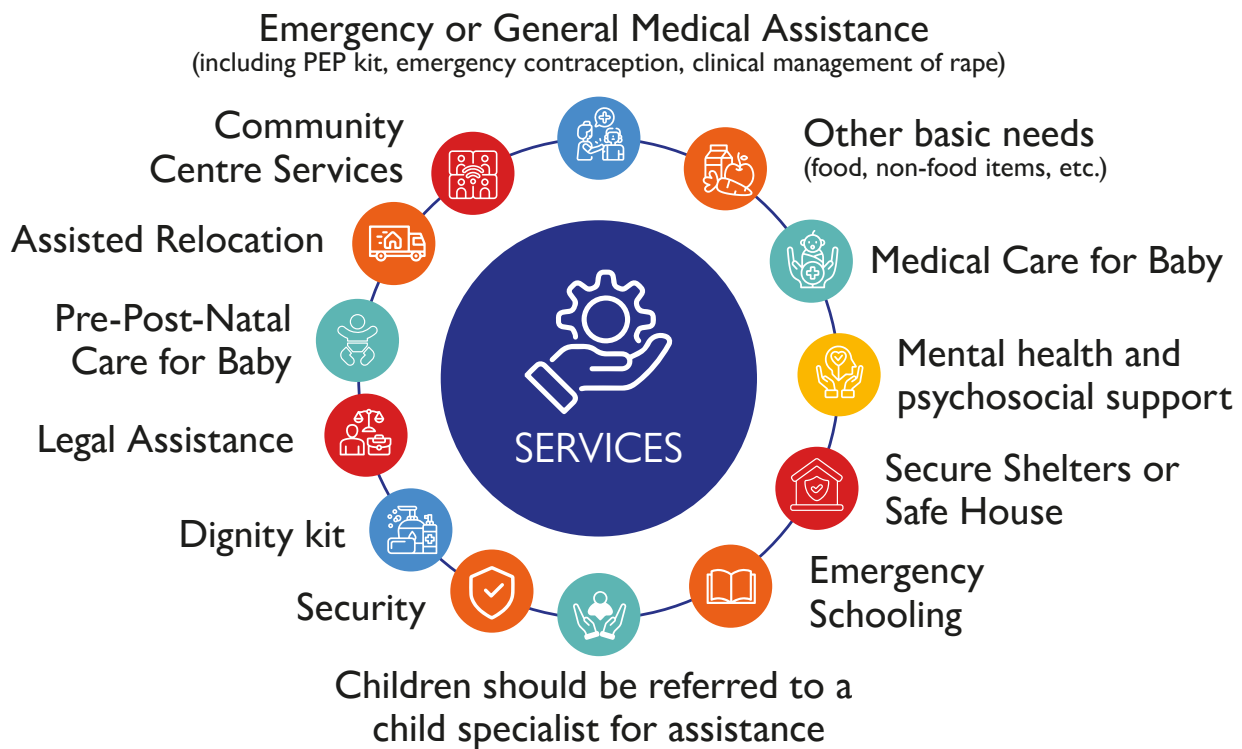 Emergency or General Medical Assistance
(including PEP kit, emergency contraception, clinical management of rape)
Other basic needs
(food, non-food items, etc.)
Medical Care for Baby
Mental health and
psychosocial support
Secure Shelters or
Safe House
Emergency
Schooling
Children should be referred to a
child specialist for assistance
Security
Dignity kit
Legal Assistance
Pre-Post-Natal
Care for Baby
Assisted Relocation
Community
Centre Services
SERVICES